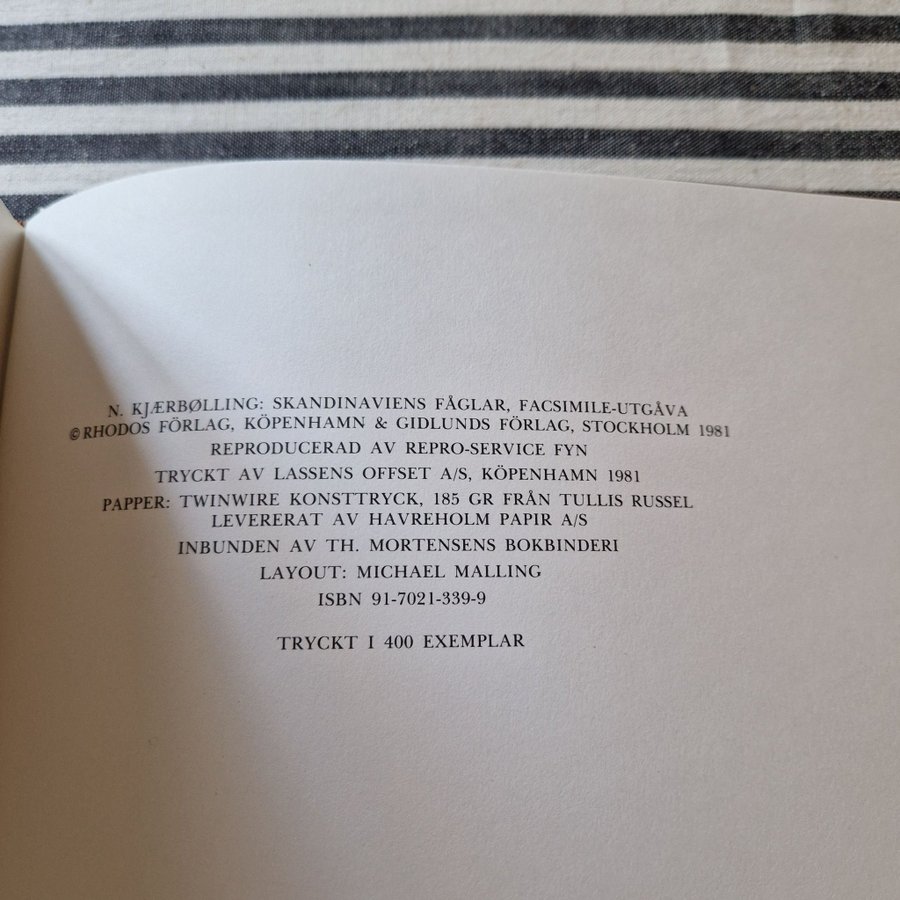 N. KJÆRBØLLING: SKANDINAVIENS FÅGLAR, FACSIMILE-UTGÅVA
©RHODOS FÖRLAG, KÖPENHAMN & GIDLUNDS FÖRLAG, STOCKHOLM 1981
REPRODUCERAD AV REPRO-SERVICE FYN
TRYCKT AV LASSENS OFFSET A/S, KÖPENHAMN 1981
PAPPER: TWINWIRE KONSTTRYCK, 185 GR FRÅN TULLIS RUSSEL
LEVERERAT AV HAVREHOLM PAPIR A/S
INBUNDEN AV TH. MORTENSENS BOKBINDERI
LAYOUT: MICHAEL MALLING
ISBN 91-7021-339-9
TRYCKT I 400 EXEMPLAR